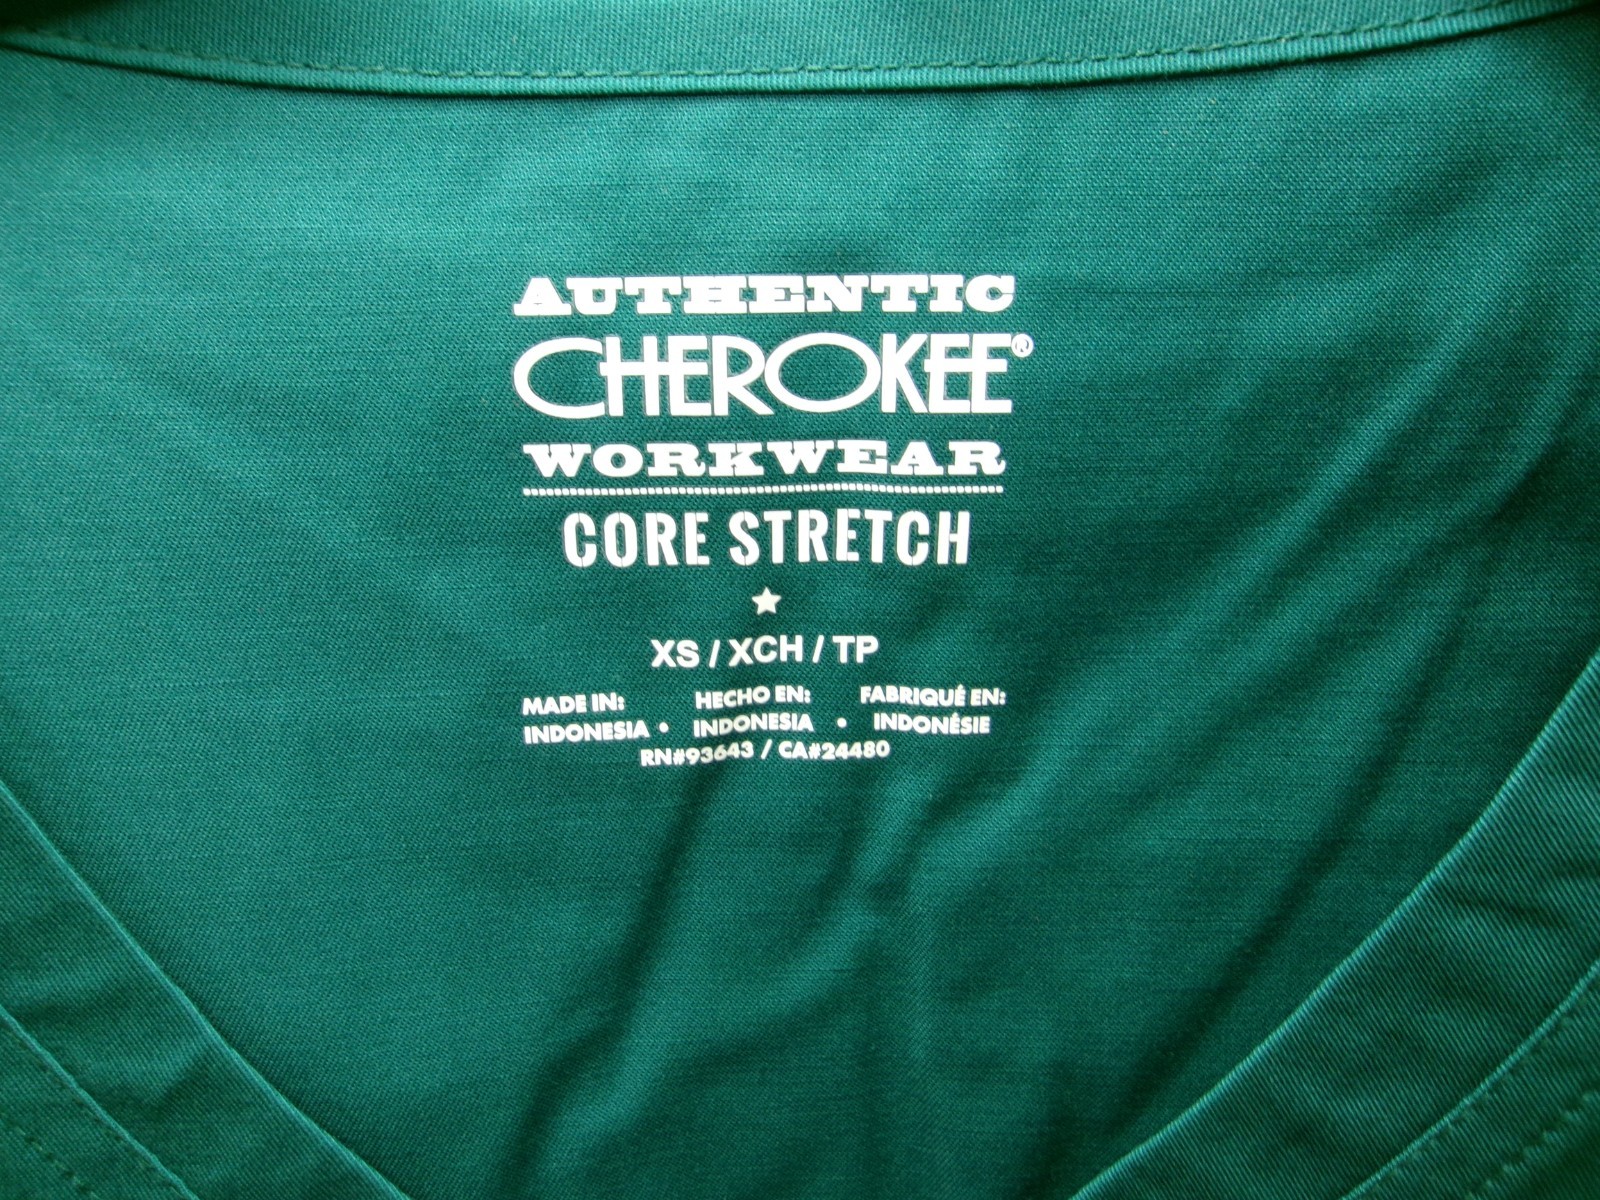 AUTHENTIC
CHEROKEE®
WORKWEAR
CORE STRETCH
XS / XCH / TP
MADE IN: HECHO EN: FABRIQUÉ EN:
INDONESIA • INDONESIA • INDONÉSIE
RN#93643 / CA#24480